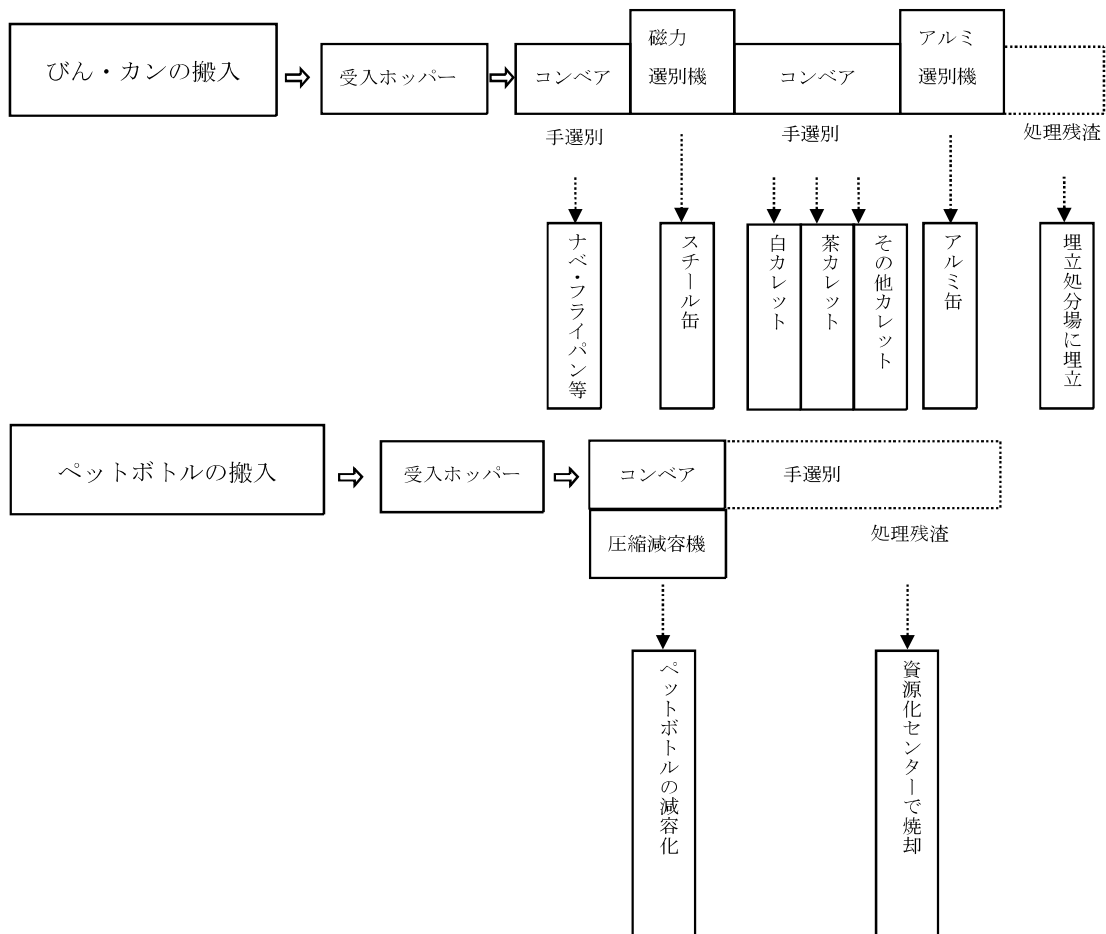 びん・カンの搬入
受入ホッパー
コンベア
磁力
選別機
コンベア
アルミ
選別機
手選別
手選別
処理残渣
ナベ・フライパン等
スチール缶
白カレット
茶カレット
その他カレット
アルミ缶
埋立処分場に埋立
ペットボトルの搬入
受入ホッパー
コンベア
手選別
圧縮減容機
処理残渣
ペットボトルの減容化
資源化センターで焼却